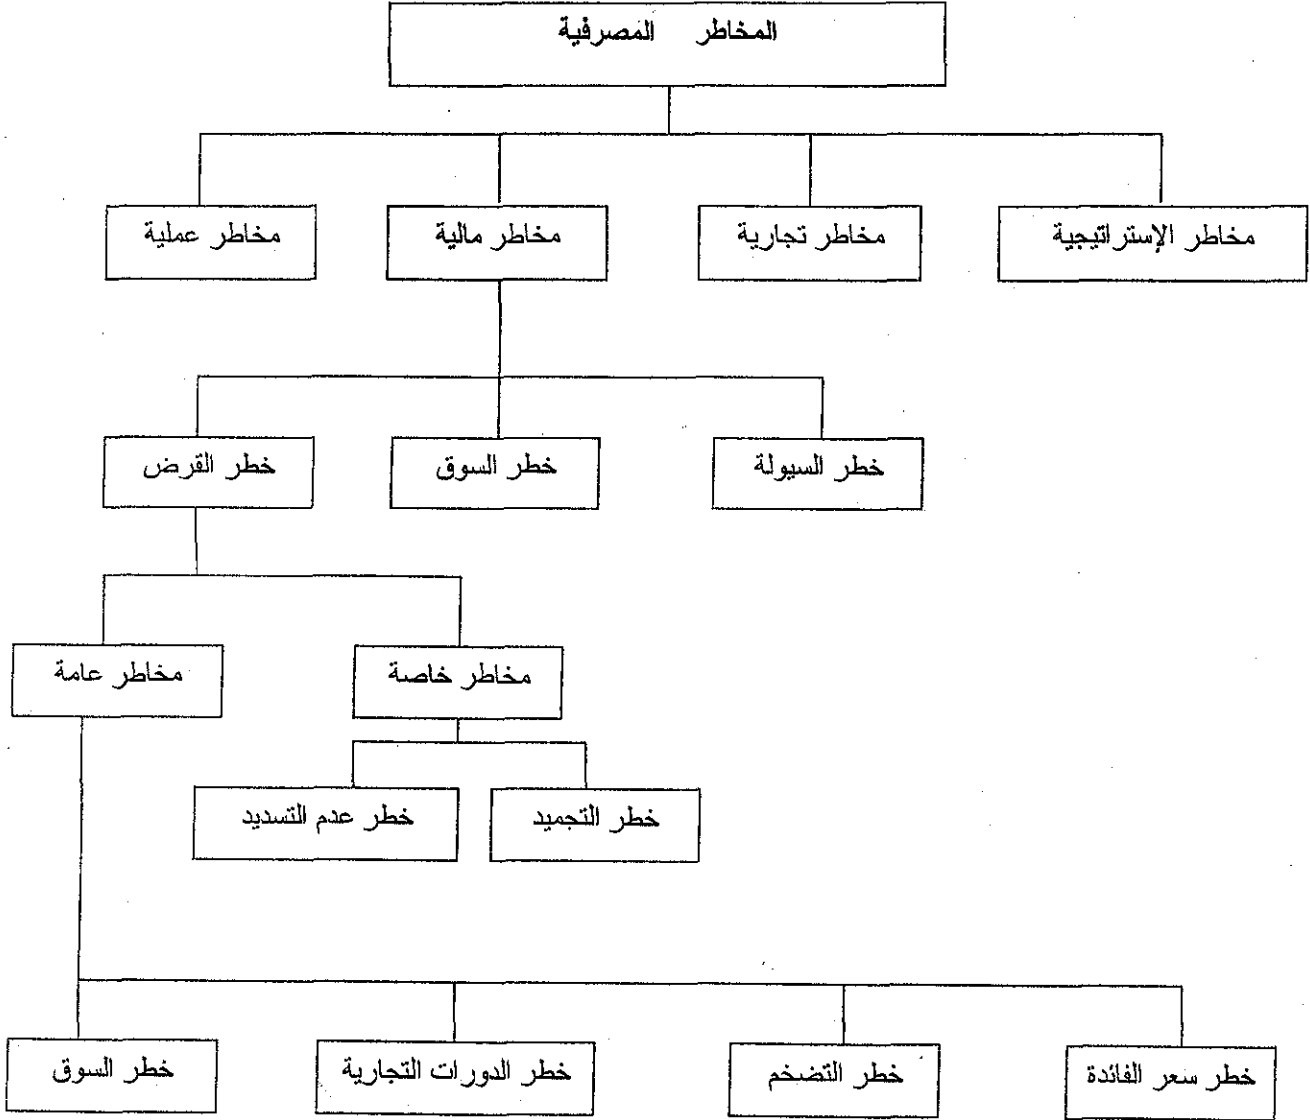 المخاطر المصرفية
مخاطر الإستراتيجية
مخاطر تجارية
مخاطر مالية
مخاطر عملية
خطر السيولة
خطر السوق
خطر القرض
مخاطر خاصة
مخاطر عامة
خطر التجميد
خطر عدم التسديد
خطر سعر الفائدة
خطر التضخم
خطر الدورات التجارية
خطر السوق